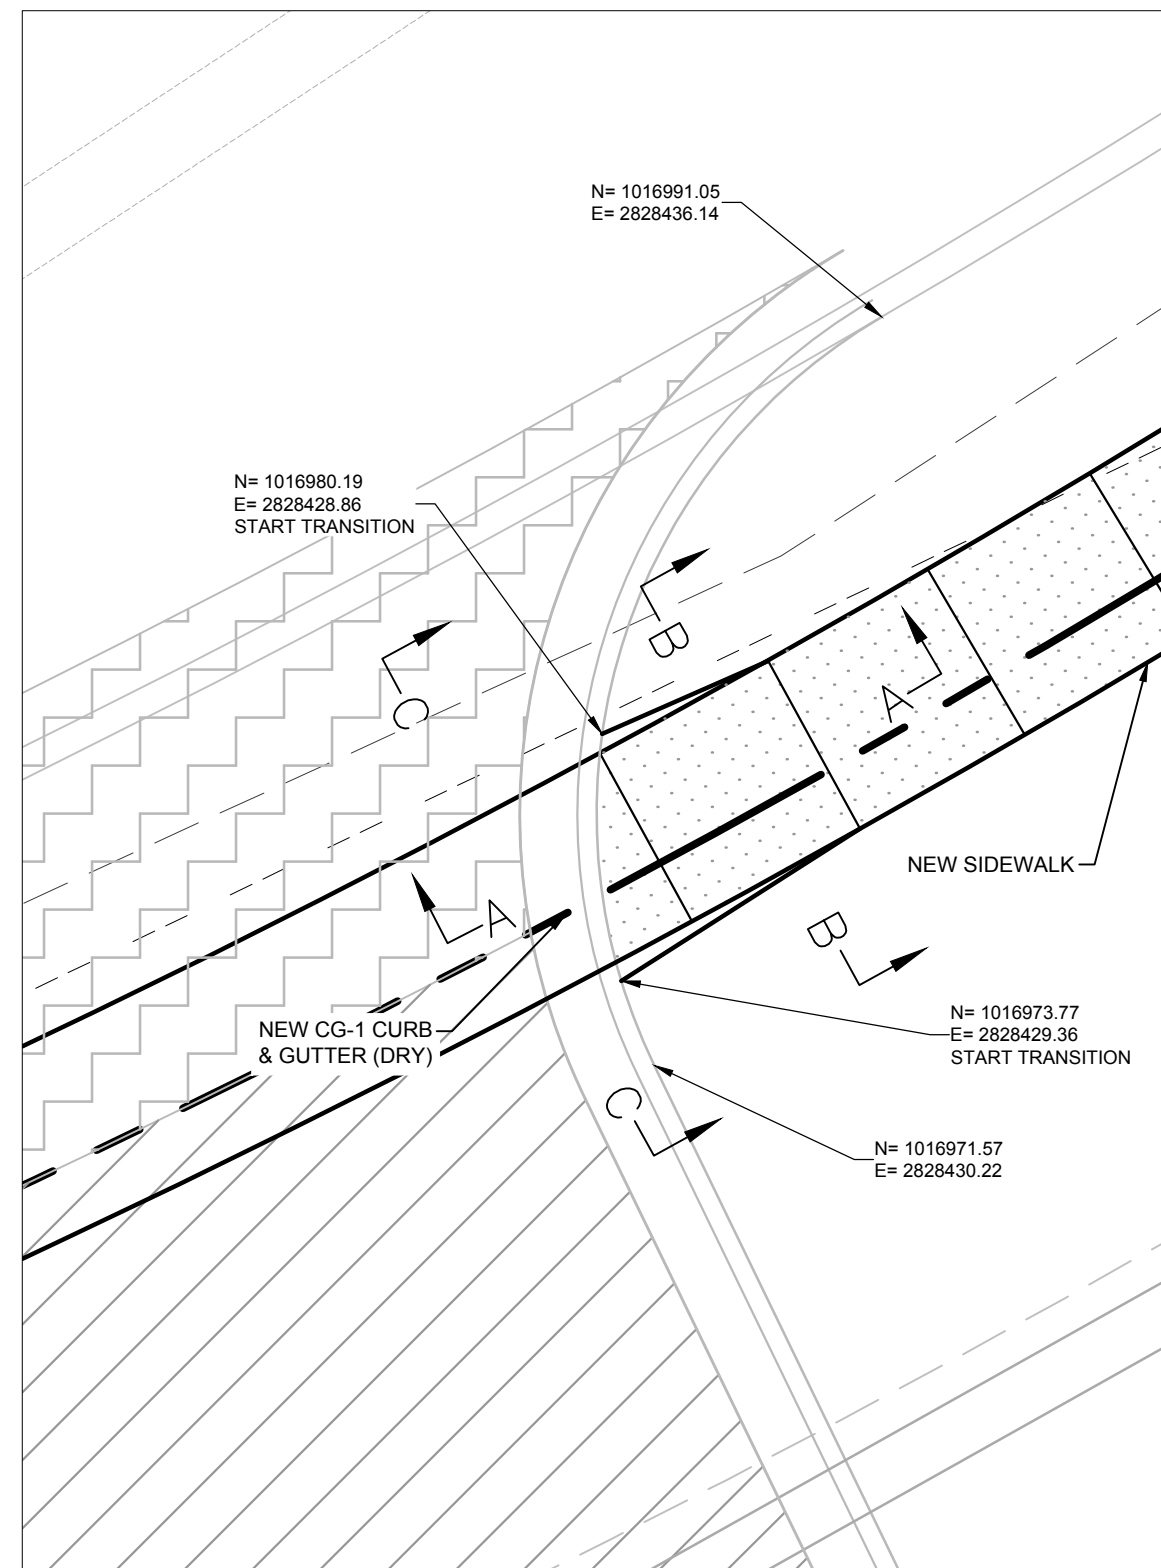 N= 1016991.05
E= 2828436.14
N= 1016980.19
E= 2828428.86
START TRANSITION
B
C
A
NEW SIDEWALK
A
B
NEW CG-1 CURB
& GUTTER (DRY)
N= 1016973.77
E= 2828429.36
START TRANSITION
C
N= 1016971.57
E= 2828430.22